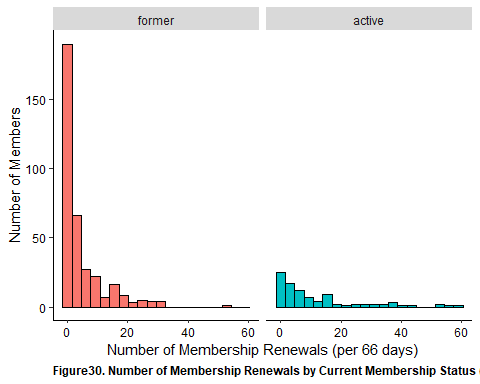 former active
150
100
50
0
Number of Members
0 20 40 60 0 20 40 60
Number of Membership Renewals (per 66 days)
Figure30. Number of Membership Renewals by Current Membership Status (